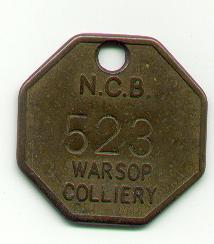 N.C.B.
523
WARSOP
COLLIERY